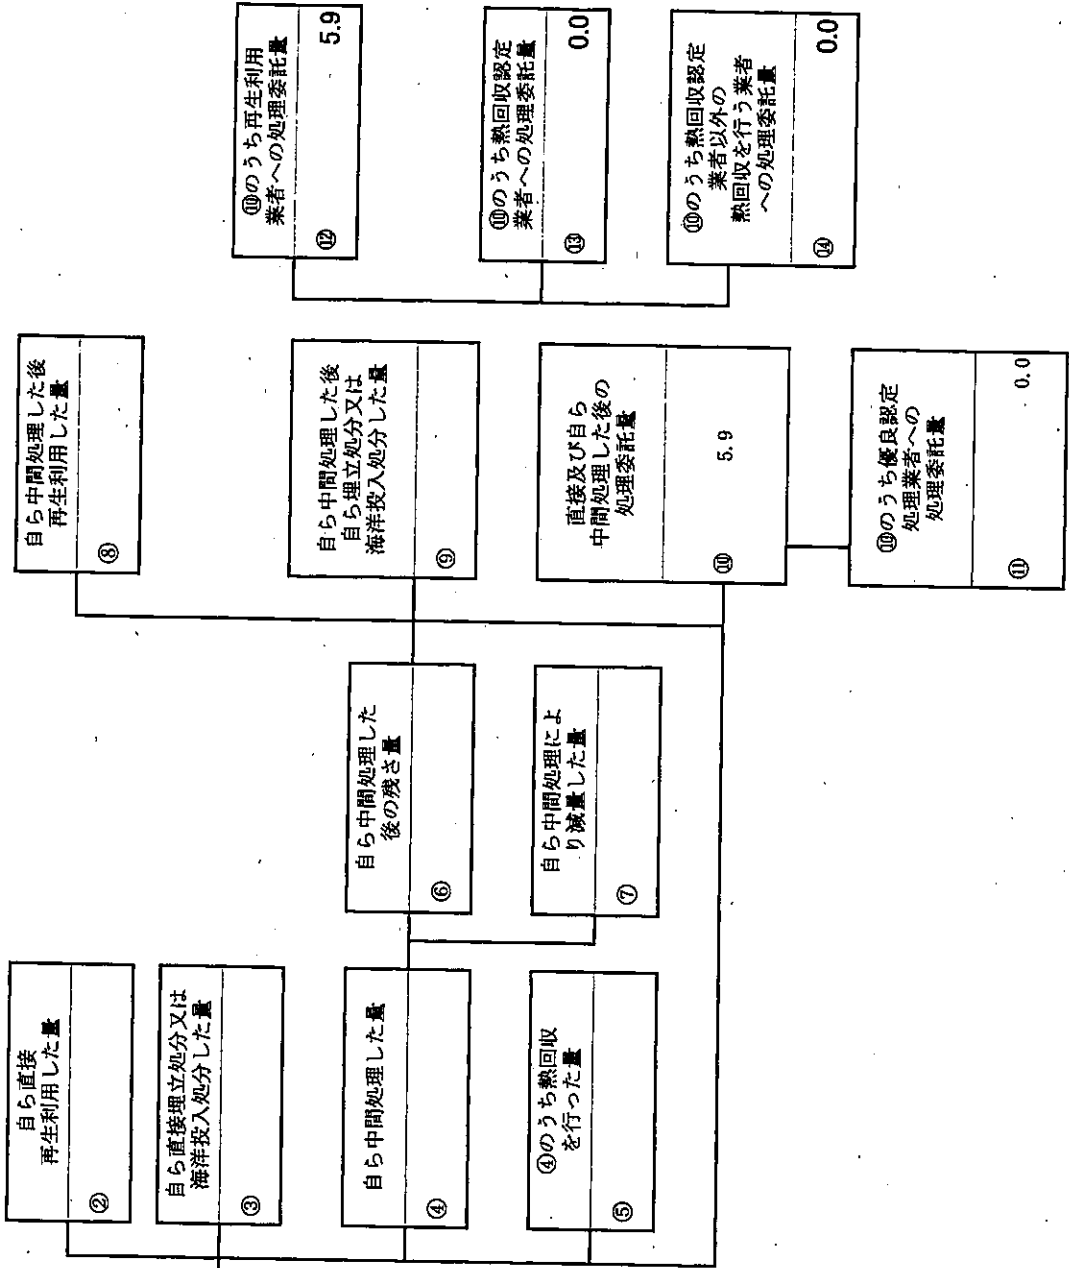 自ら直接
再生利用した量
②
自ら直接埋立処分又は
海洋投入処分した量
③
自ら中間処理した量
④
④のうち熱回収
を行った量
⑤
自ら中間処理した
後の残さ量
⑥
自ら中間処理によ
り減量した量
⑦
自ら中間処理した後
再生利用した量
⑧
自ら中間処理した後
自ら埋立処分又は
海洋投入処分した量
⑨
直接及び自ら
中間処理した後の
処理委託量
⑩ 5.9
⑩のうち優良認定
処理業者への
処理委託量
⑪ 0.0
⑩のうち再生利用
業者への処理委託量
⑫ 5.9
⑩のうち熱回収認定
業者への処理委託量
⑬ 0.0
⑩のうち熱回収認定
業者以外の
熱回収を行う業者
への処理委託量
⑭ 0.0